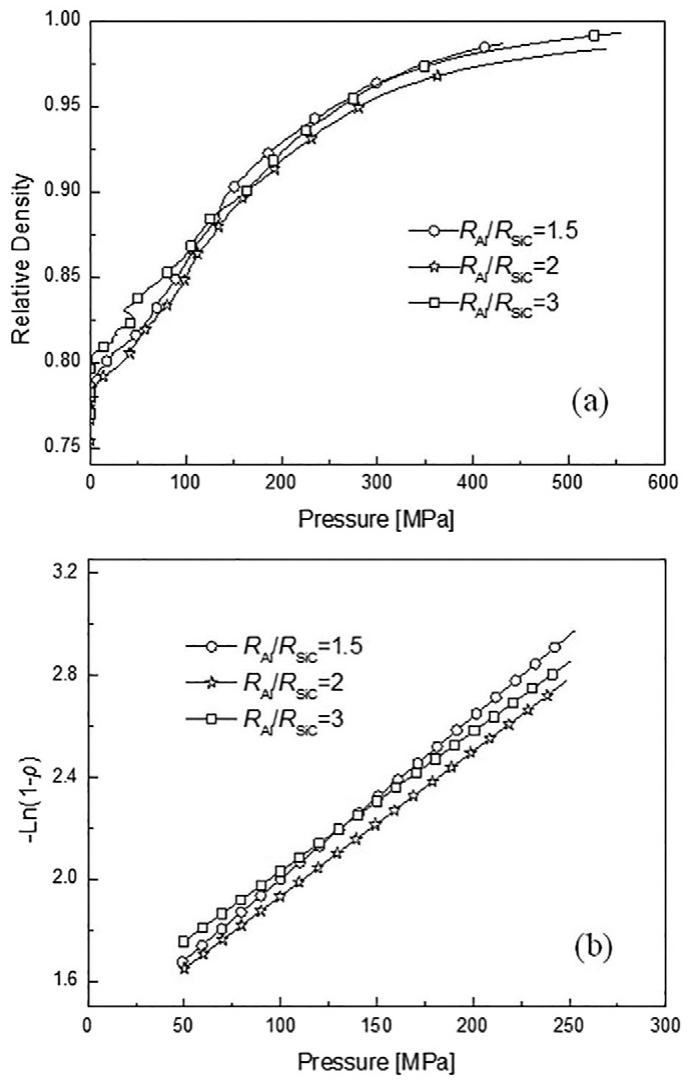 1.00
0.95
0.90
0.85
0.80
0.75
Relative Density
R_Al/R_SiC=1.5
R_Al/R_SiC=2
R_Al/R_SiC=3
(a)
0 100 200 300 400 500 600
Pressure [MPa]
3.2
2.8
2.4
2.0
1.6
-Ln(1-ρ)
R_Al/R_SiC=1.5
R_Al/R_SiC=2
R_Al/R_SiC=3
(b)
0 50 100 150 200 250 300
Pressure [MPa]